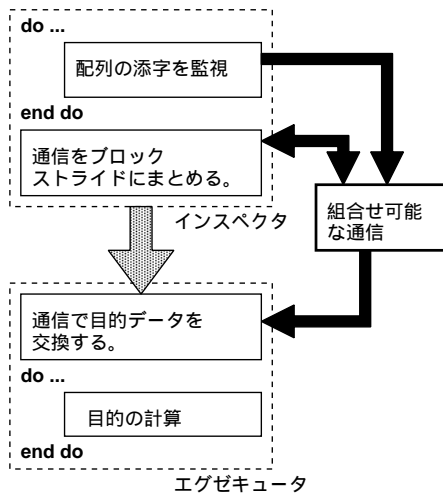 do ...
配列の添字を監視
end do
通信をブロック
ストライドにまとめる。
インスペクタ
組合せ可能
な通信
通信で目的データを
交換する。
do ...
目的の計算
end do
エグゼキュータ